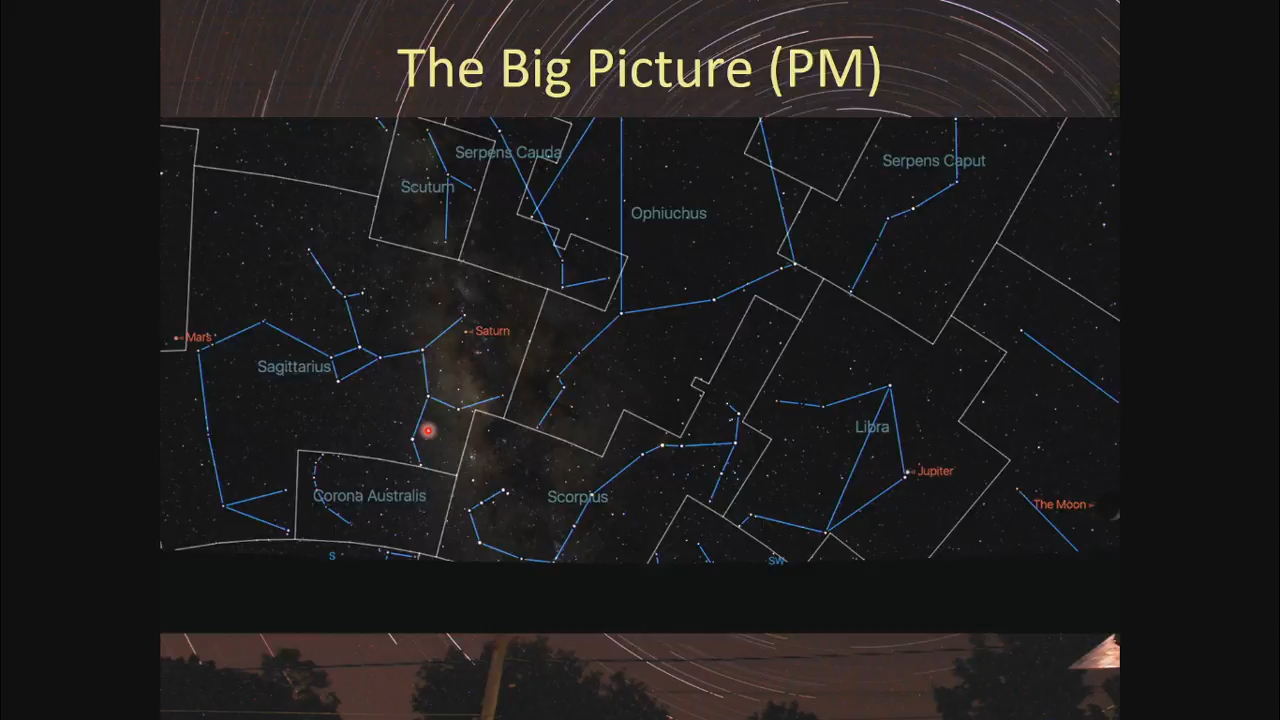 The Big Picture (PM)
Serpens Cauda
Serpens Caput
Scutum
Ophiuchus
Saturn
Mars
Sagittarius
Libra
Jupiter
Corona Australis
Scorpius
The Moon
S
SW